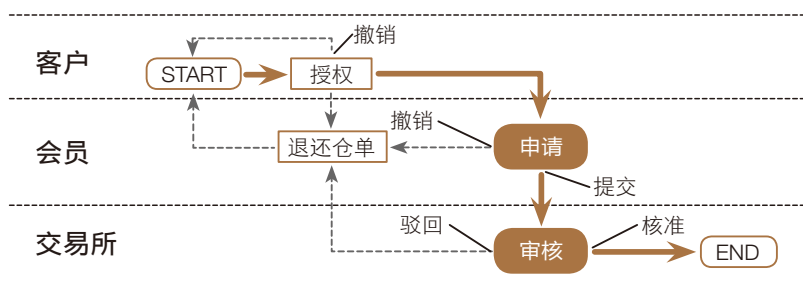 撤销
客户
START
授权
撤销
会员
退还仓单
申请
提交
驳回
核准
交易所
审核
END